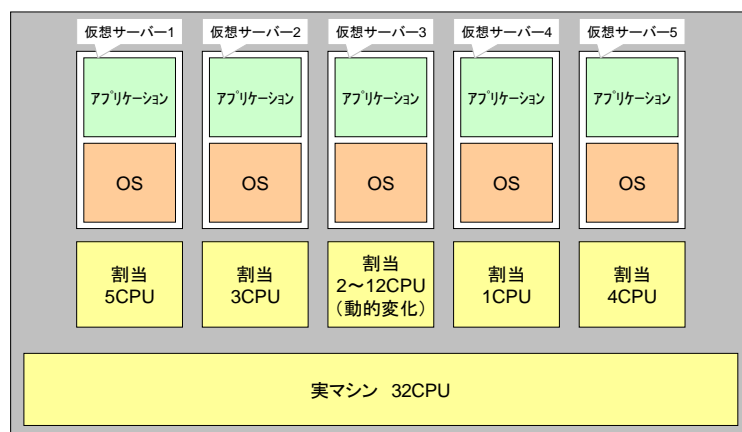 仮想サーバー1
仮想サーバー2
仮想サーバー3
仮想サーバー4
仮想サーバー5
アプリケーション
アプリケーション
アプリケーション
アプリケーション
アプリケーション
OS
OS
OS
OS
OS
割当
5CPU
割当
3CPU
割当
2～12CPU
（動的変化）
割当
1CPU
割当
4CPU
実マシン 32CPU